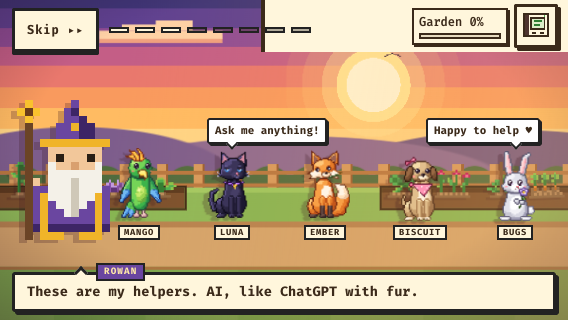 Skip ▸▸
Garden 0%
Ask me anything!
Happy to help ♥
MANGO
LUNA
EMBER
BISCUIT
BUGS
ROWAN
These are my helpers. AI, like ChatGPT with fur.